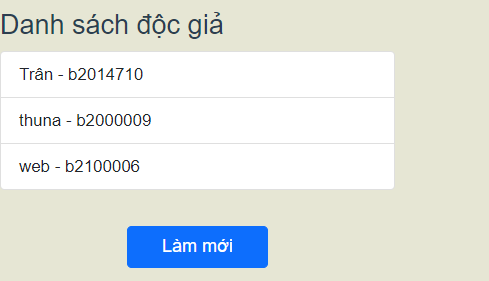 Danh sách độc giả
Trân - b2014710
thuna - b2000009
web - b2100006
Làm mới